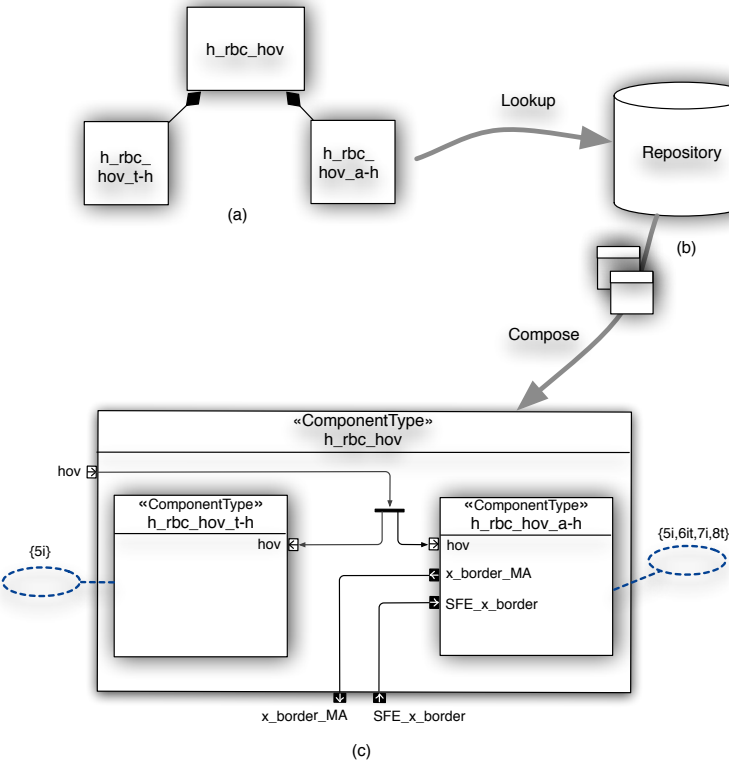 h_rbc_hov
h_rbc_
hov_t-h
h_rbc_
hov_a-h
(a)
Lookup
Repository
(b)
Compose
«ComponentType»
h_rbc_hov
hov
«ComponentType»
h_rbc_hov_t-h
hov
«ComponentType»
h_rbc_hov_a-h
hov
x_border_MA
SFE_x_border
{5i}
{5i,6it,7i,8t}
x_border_MA
SFE_x_border
(c)